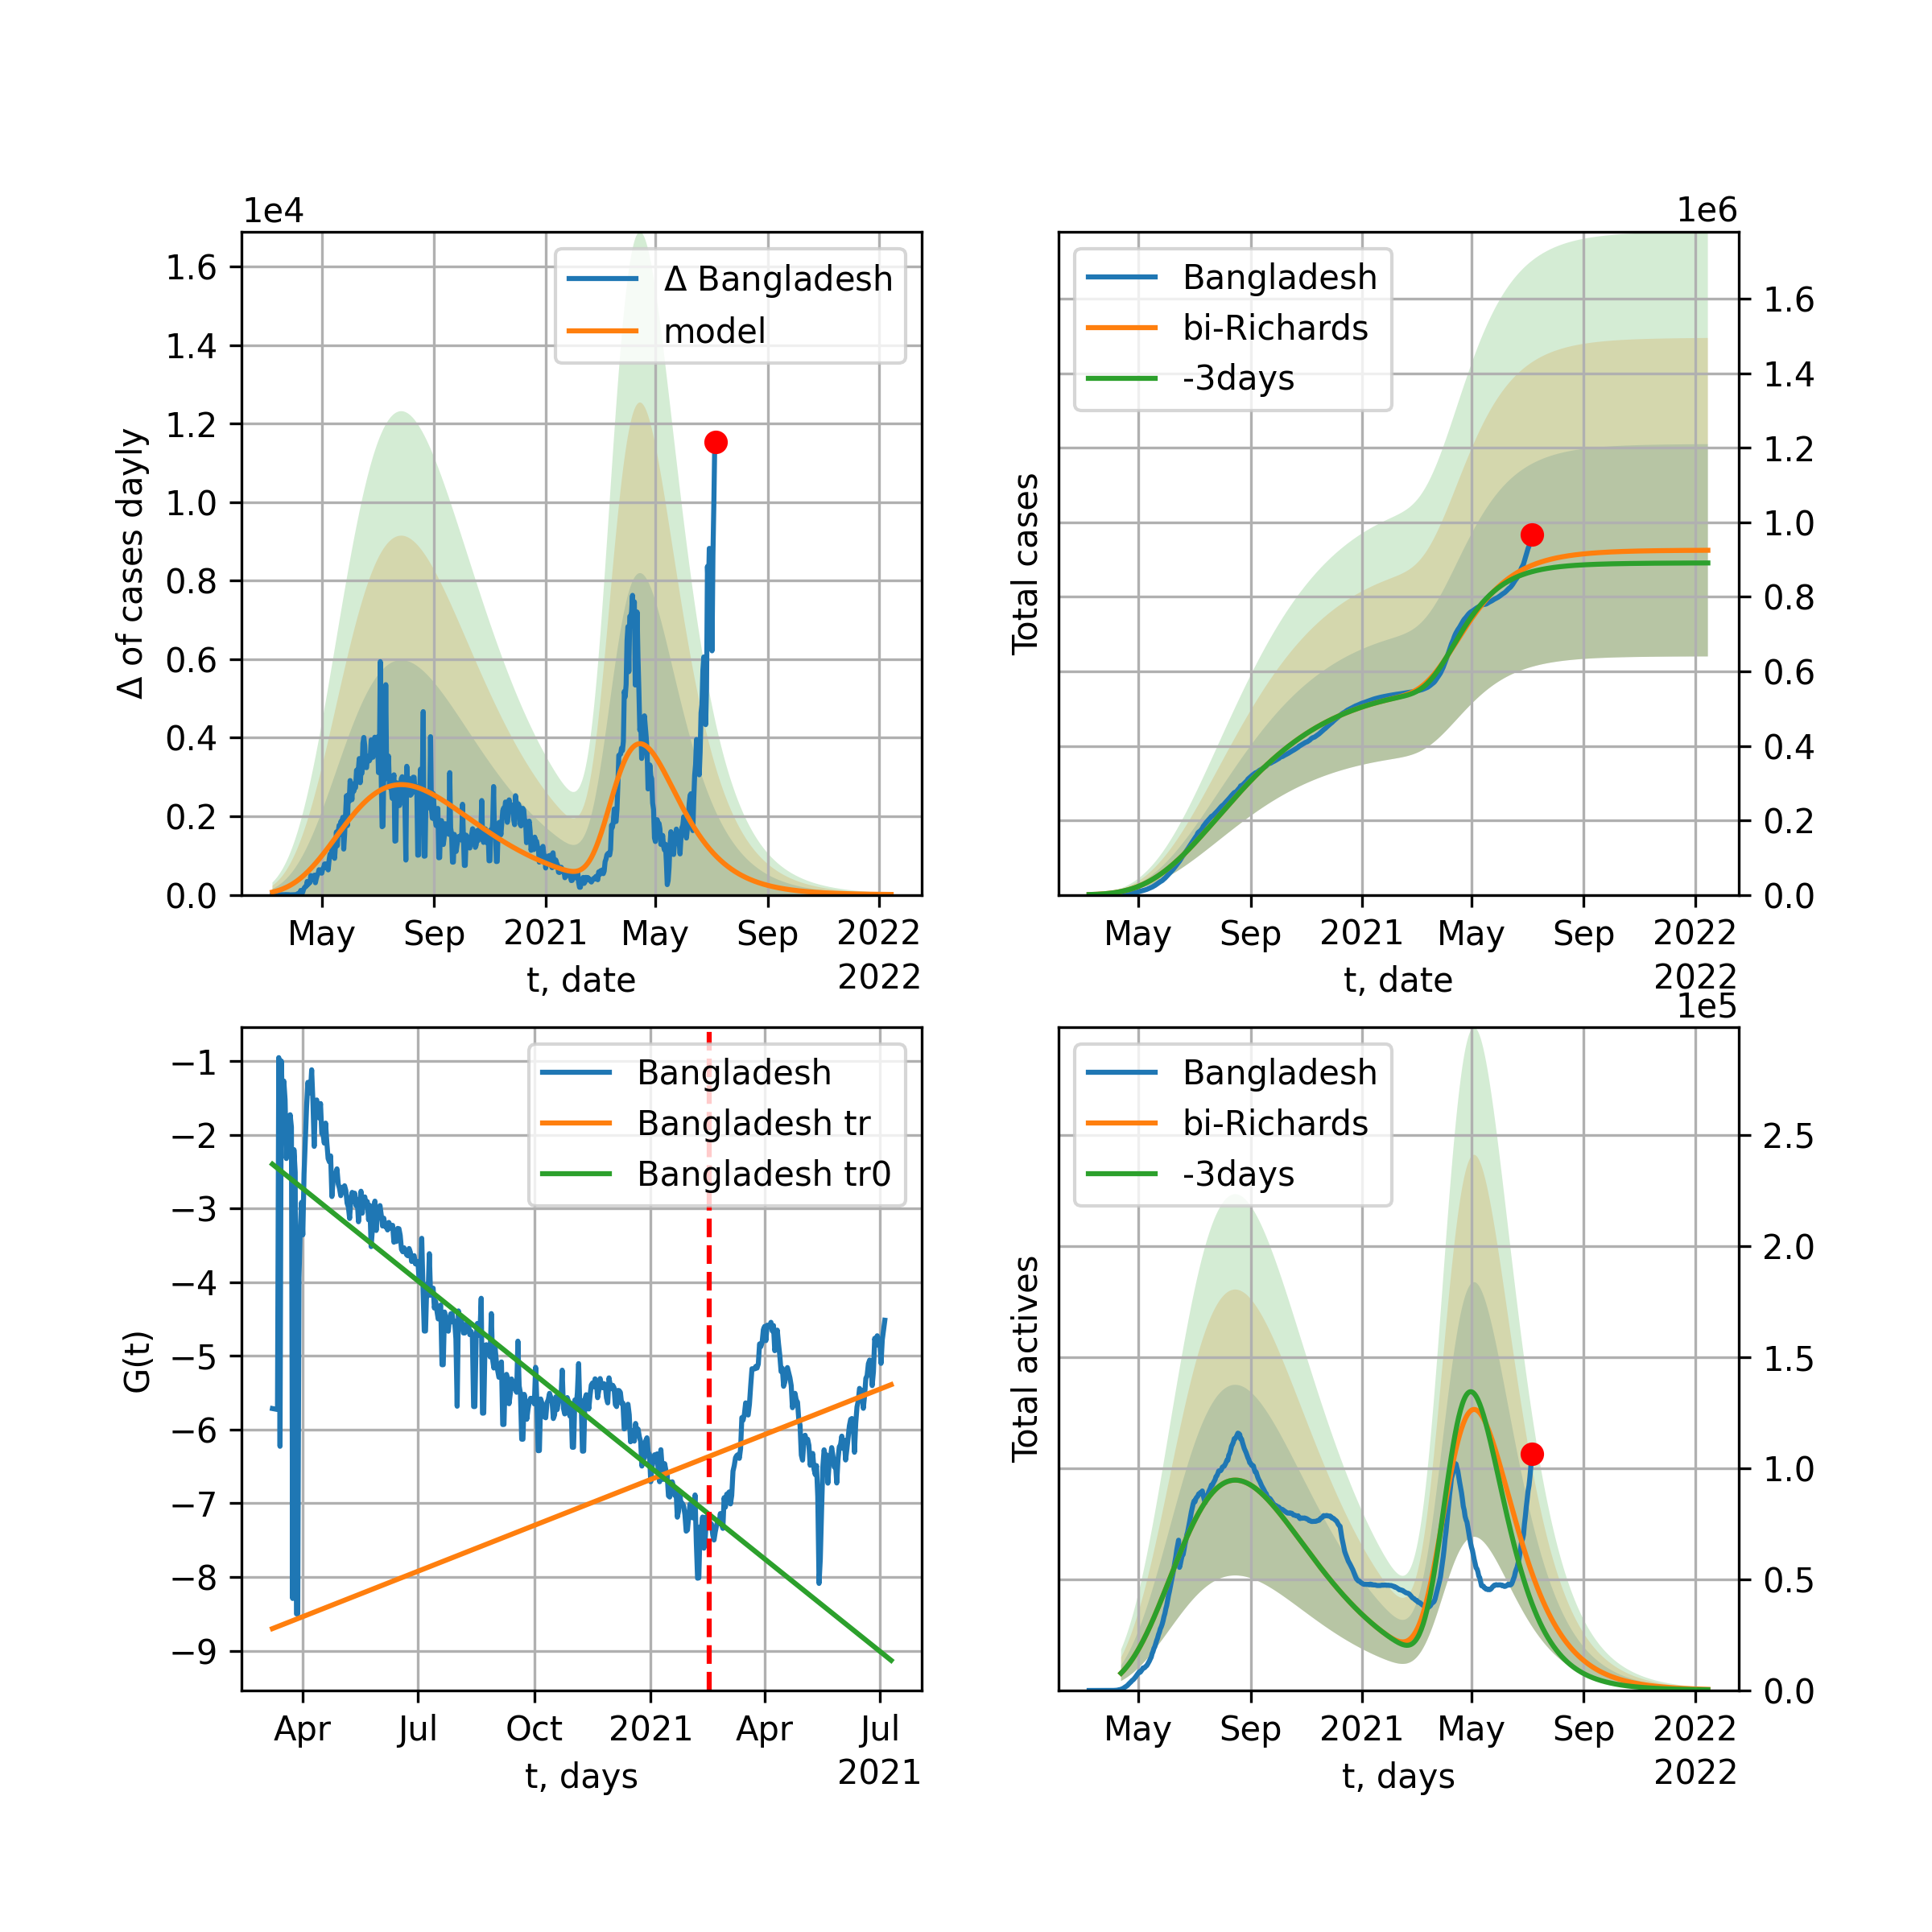 1e4
Δ Bangladesh
model
1.6
1.4
1.2
1.0
0.8
0.6
0.4
0.2
0.0
Δ of cases dayly
May
Sep
2021
May
Sep
2022
t, date
2022
1e6
Bangladesh
bi-Richards
-3days
1.6
1.4
1.2
1.0
0.8
0.6
0.4
0.2
0.0
Total cases
May
Sep
2021
May
Sep
2022
t, date
2022
Bangladesh
Bangladesh tr
Bangladesh tr0
−1
−2
−3
−4
−5
−6
−7
−8
−9
G(t)
Apr
Jul
Oct
2021
Apr
Jul
t, days
2021
1e5
Bangladesh
bi-Richards
-3days
2.5
2.0
1.5
1.0
0.5
0.0
Total actives
May
Sep
2021
May
Sep
2022
t, days
2022